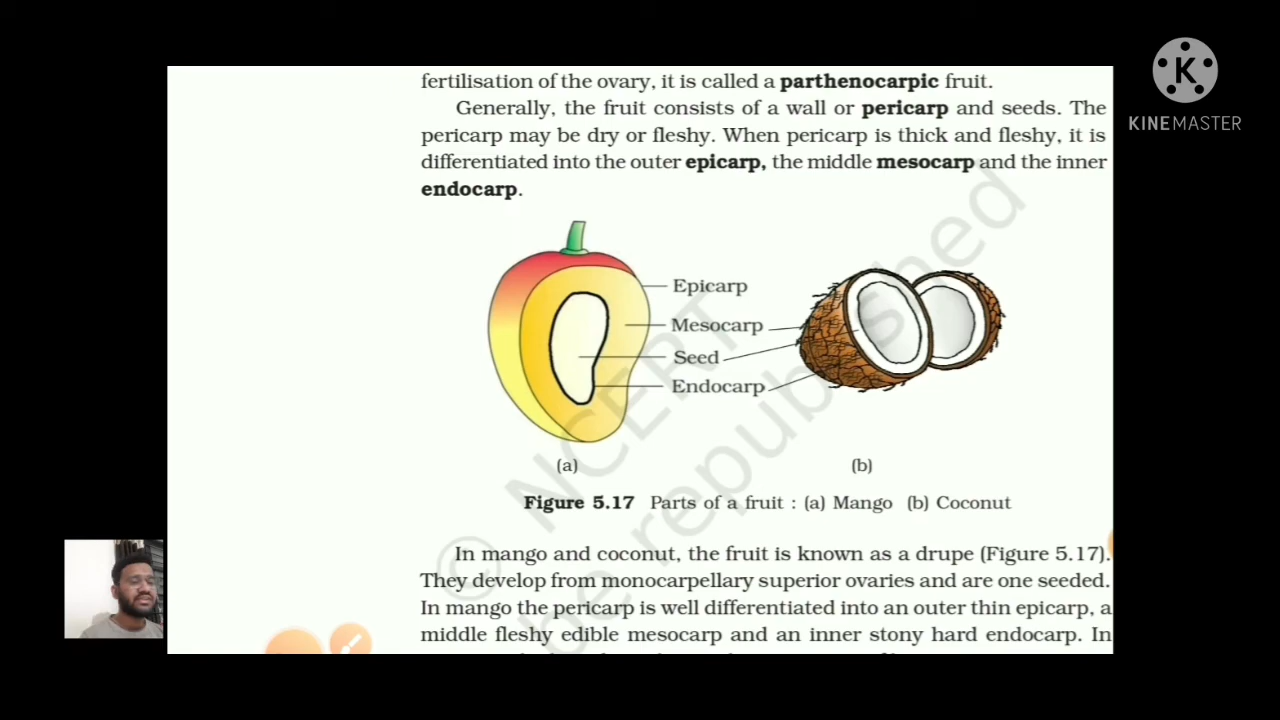 fertilisation of the ovary, it is called a parthenocarpic fruit.
Generally, the fruit consists of a wall or pericarp and seeds. The
pericarp may be dry or fleshy. When pericarp is thick and fleshy, it is
differentiated into the outer epicarp, the middle mesocarp and the inner
endocarp.
K
KINEMASTER
Epicarp
Mesocarp
Seed
Endocarp
(a)
(b)
© NCERT
be republished
Figure 5.17 Parts of a fruit : (a) Mango (b) Coconut
In mango and coconut, the fruit is known as a drupe (Figure 5.17).
They develop from monocarpellary superior ovaries and are one seeded.
In mango the pericarp is well differentiated into an outer thin epicarp, a
middle fleshy edible mesocarp and an inner stony hard endocarp. In